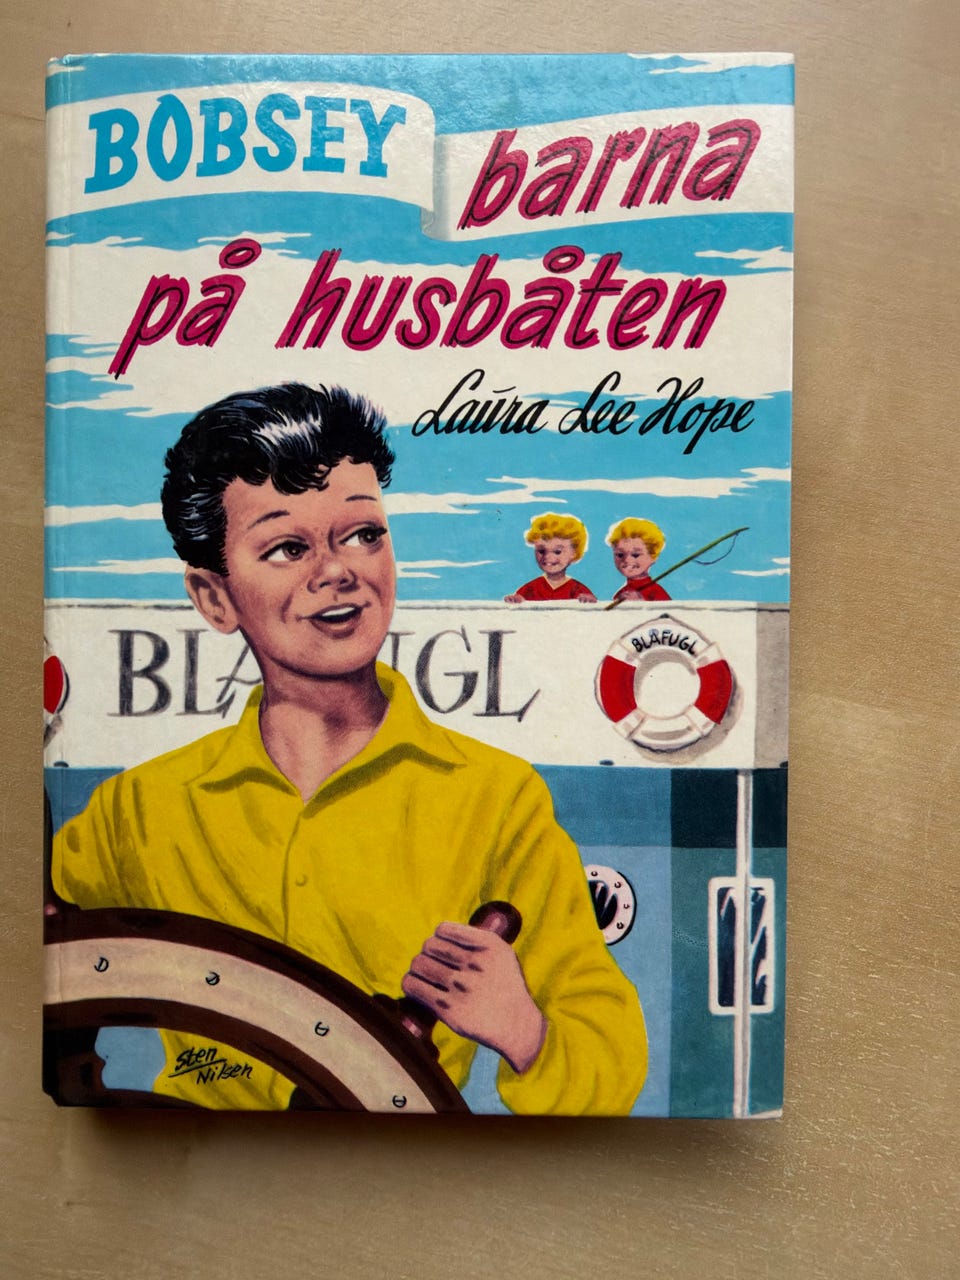 BOBSEY barna
på husbåten
Laura Lee Hope
BLÅFUGL
BLÅFUGL
Sten
Nilsen